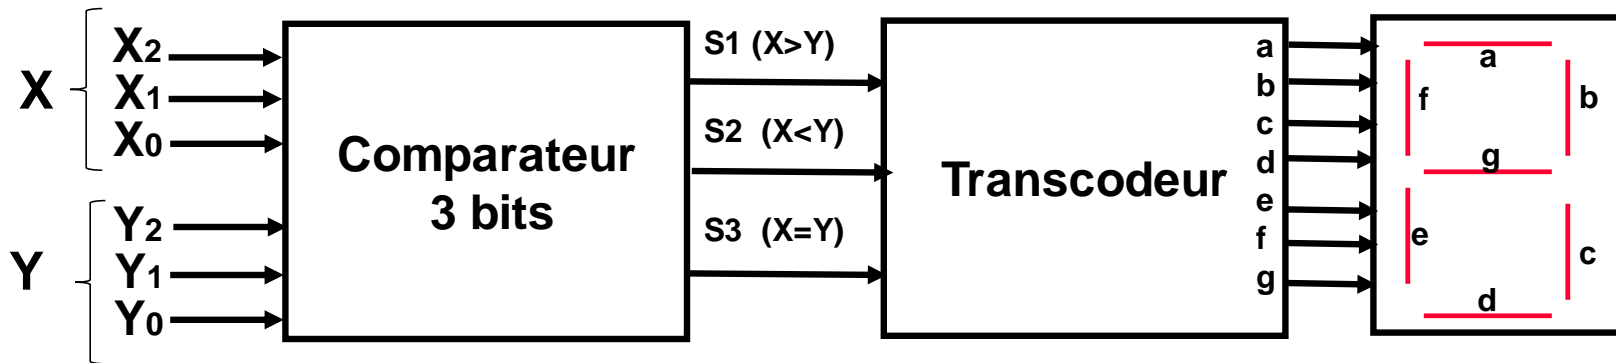 X
X2
X1
X0
Y
Y2
Y1
Y0
Comparateur
3 bits
S1 (X>Y)
S2 (X<Y)
S3 (X=Y)
Transcodeur
a
b
c
d
e
f
g
a
f
b
g
e
c
d